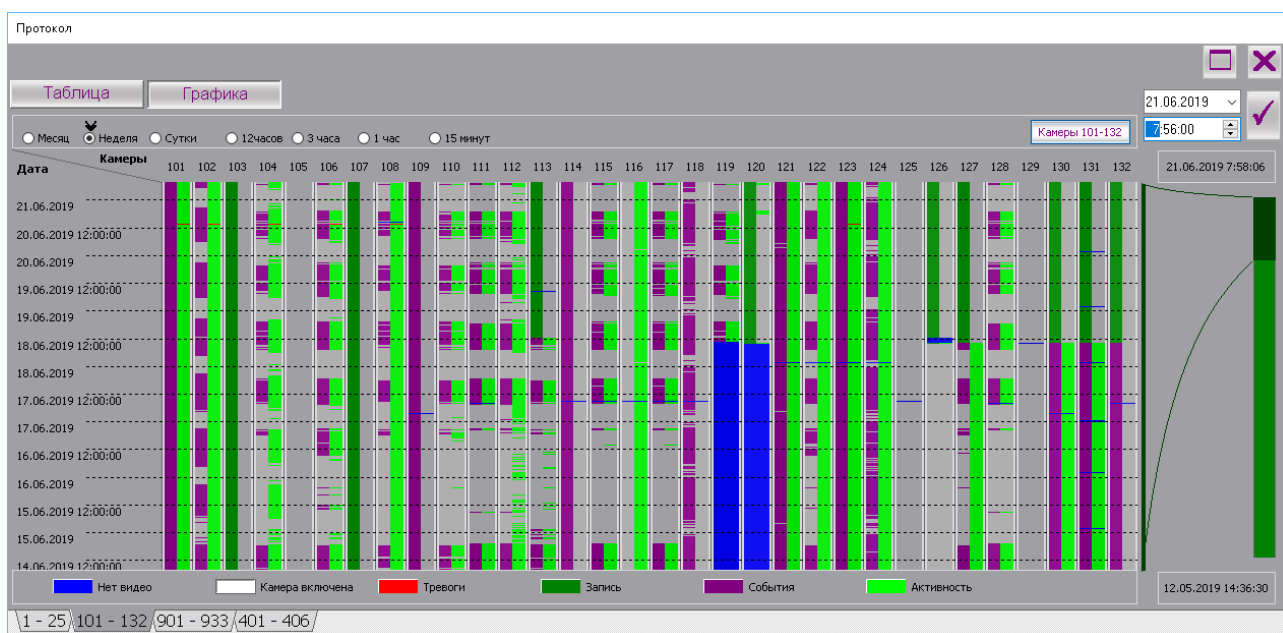 Протокол
Таблица Графика
21.06.2019
Месяц Неделя Сутки 12часов 3 часа 1 час 15 минут Камеры 101-132 7:56:00
Камеры
Дата 101 102 103 104 105 106 107 108 109 110 111 112 113 114 115 116 117 118 119 120 121 122 123 124 125 126 127 128 129 130 131 132 21.06.2019 7:58:06
21.06.2019
20.06.2019 12:00:00
20.06.2019
19.06.2019 12:00:00
19.06.2019
18.06.2019 12:00:00
18.06.2019
17.06.2019 12:00:00
17.06.2019
16.06.2019 12:00:00
16.06.2019
15.06.2019 12:00:00
15.06.2019
14.06.2019 12:00:00
Нет видео Камера включена Тревоги Запись События Активность 12.05.2019 14:36:30
1 - 25 101 - 132 901 - 933 401 - 406